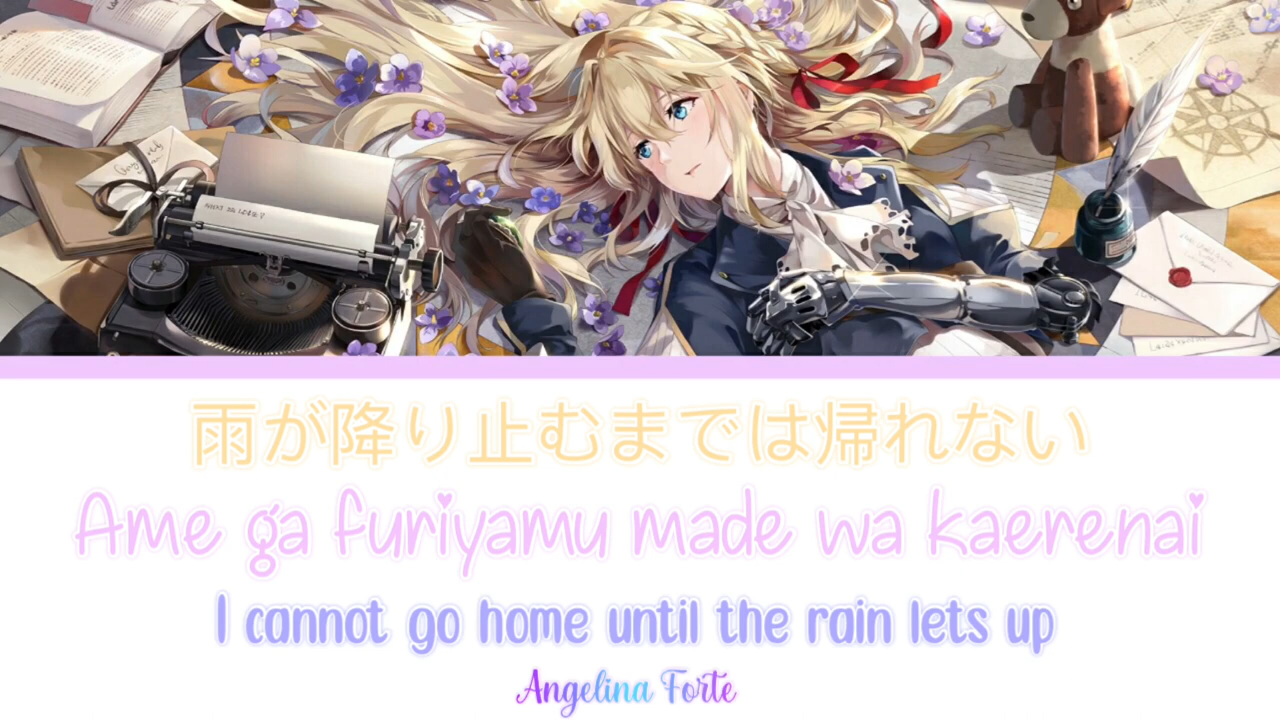 雨が降り止むまでは帰れない
Ame ga furiyamu made wa kaerenai
I cannot go home until the rain lets up
Angelina Forte